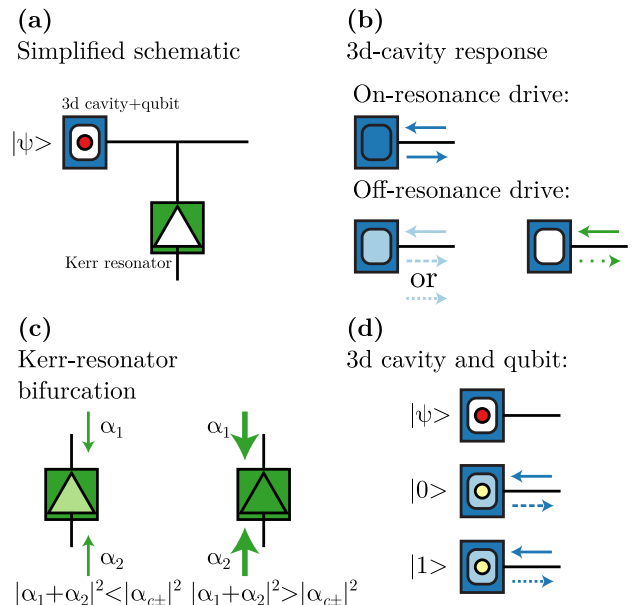 (a)
Simplified schematic
3d cavity+qubit
|ψ>
Kerr resonator
(b)
3d-cavity response
On-resonance drive:
Off-resonance drive:
or
(c)
Kerr-resonator
bifurcation
α₁
α₁
α₂
α₂
|α₁+α₂|²<|α_c±|²
|α₁+α₂|²>|α_c±|²
(d)
3d cavity and qubit:
|ψ>
|0>
|1>